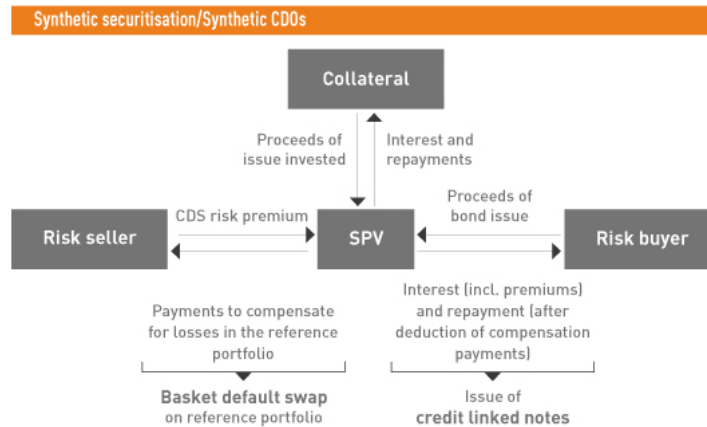 Synthetic securitisation/Synthetic CDOs
Collateral
Proceeds of
issue invested
Interest and
repayments
Risk seller
CDS risk premium
SPV
Proceeds of
bond issue
Risk buyer
Payments to compensate
for losses in the reference
portfolio
Interest (incl. premiums)
and repayment (after
deduction of compensation
payments)
Basket default swap
on reference portfolio
Issue of
credit linked notes